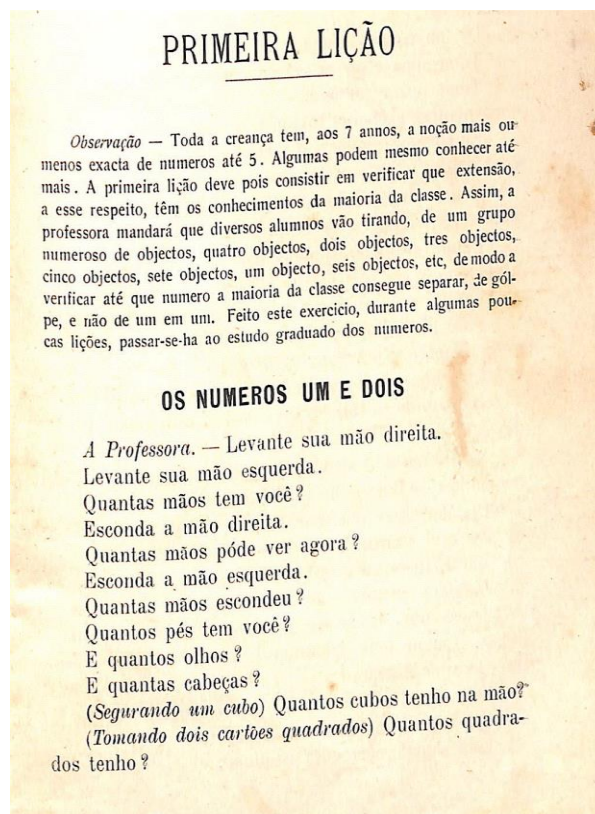 PRIMEIRA LIÇÃO
Observação — Toda a creança tem, aos 7 annos, a noção mais ou
menos exacta de numeros até 5. Algumas podem mesmo conhecer até
mais. A primeira lição deve pois consistir em verificar que extensão,
a esse respeito, têm os conhecimentos da maioria da classe. Assim, a
professora mandará que diversos alumnos vão tirando, de um grupo
numeroso de objectos, quatro objectos, dois objectos, tres objectos,
cinco objectos, sete objectos, um objecto, seis objectos, etc, de modo a
verificar até que numero a maioria da classe consegue separar, de gól-
pe, e não de um em um. Feito este exercicio, durante algumas pou-
cas lições, passar-se-ha ao estudo graduado dos numeros.
OS NUMEROS UM E DOIS
A Professora. — Levante sua mão direita.
Levante sua mão esquerda.
Quantas mãos tem você?
Esconda a mão direita.
Quantas mãos póde ver agora?
Esconda a mão esquerda.
Quantas mãos escondeu?
Quantos pés tem você?
E quantos olhos?
E quantas cabeças?
(Segurando um cubo) Quantos cubos tenho na mão?
(Tomando dois cartões quadrados) Quantos quadra-
dos tenho?